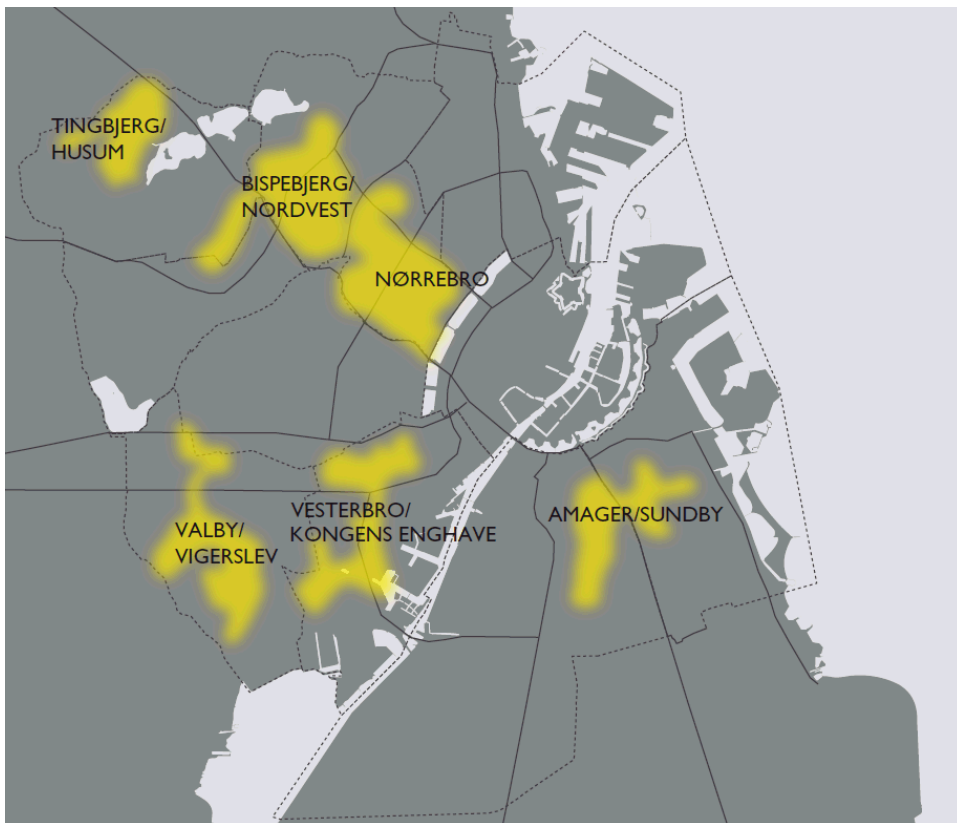 TINGBJERG/
HUSUM
BISPEBJERG/
NORDVEST
NØRREBRO
VALBY/
VIGERSLEV
VESTERBRO/
KONGENS ENGHAVE
AMAGER/SUNDBY